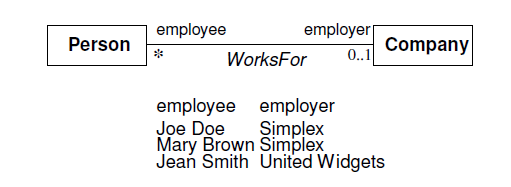 employee employer
Person Company
* WorksFor 0..1
employee employer
Joe Doe Simplex
Mary Brown Simplex
Jean Smith United Widgets